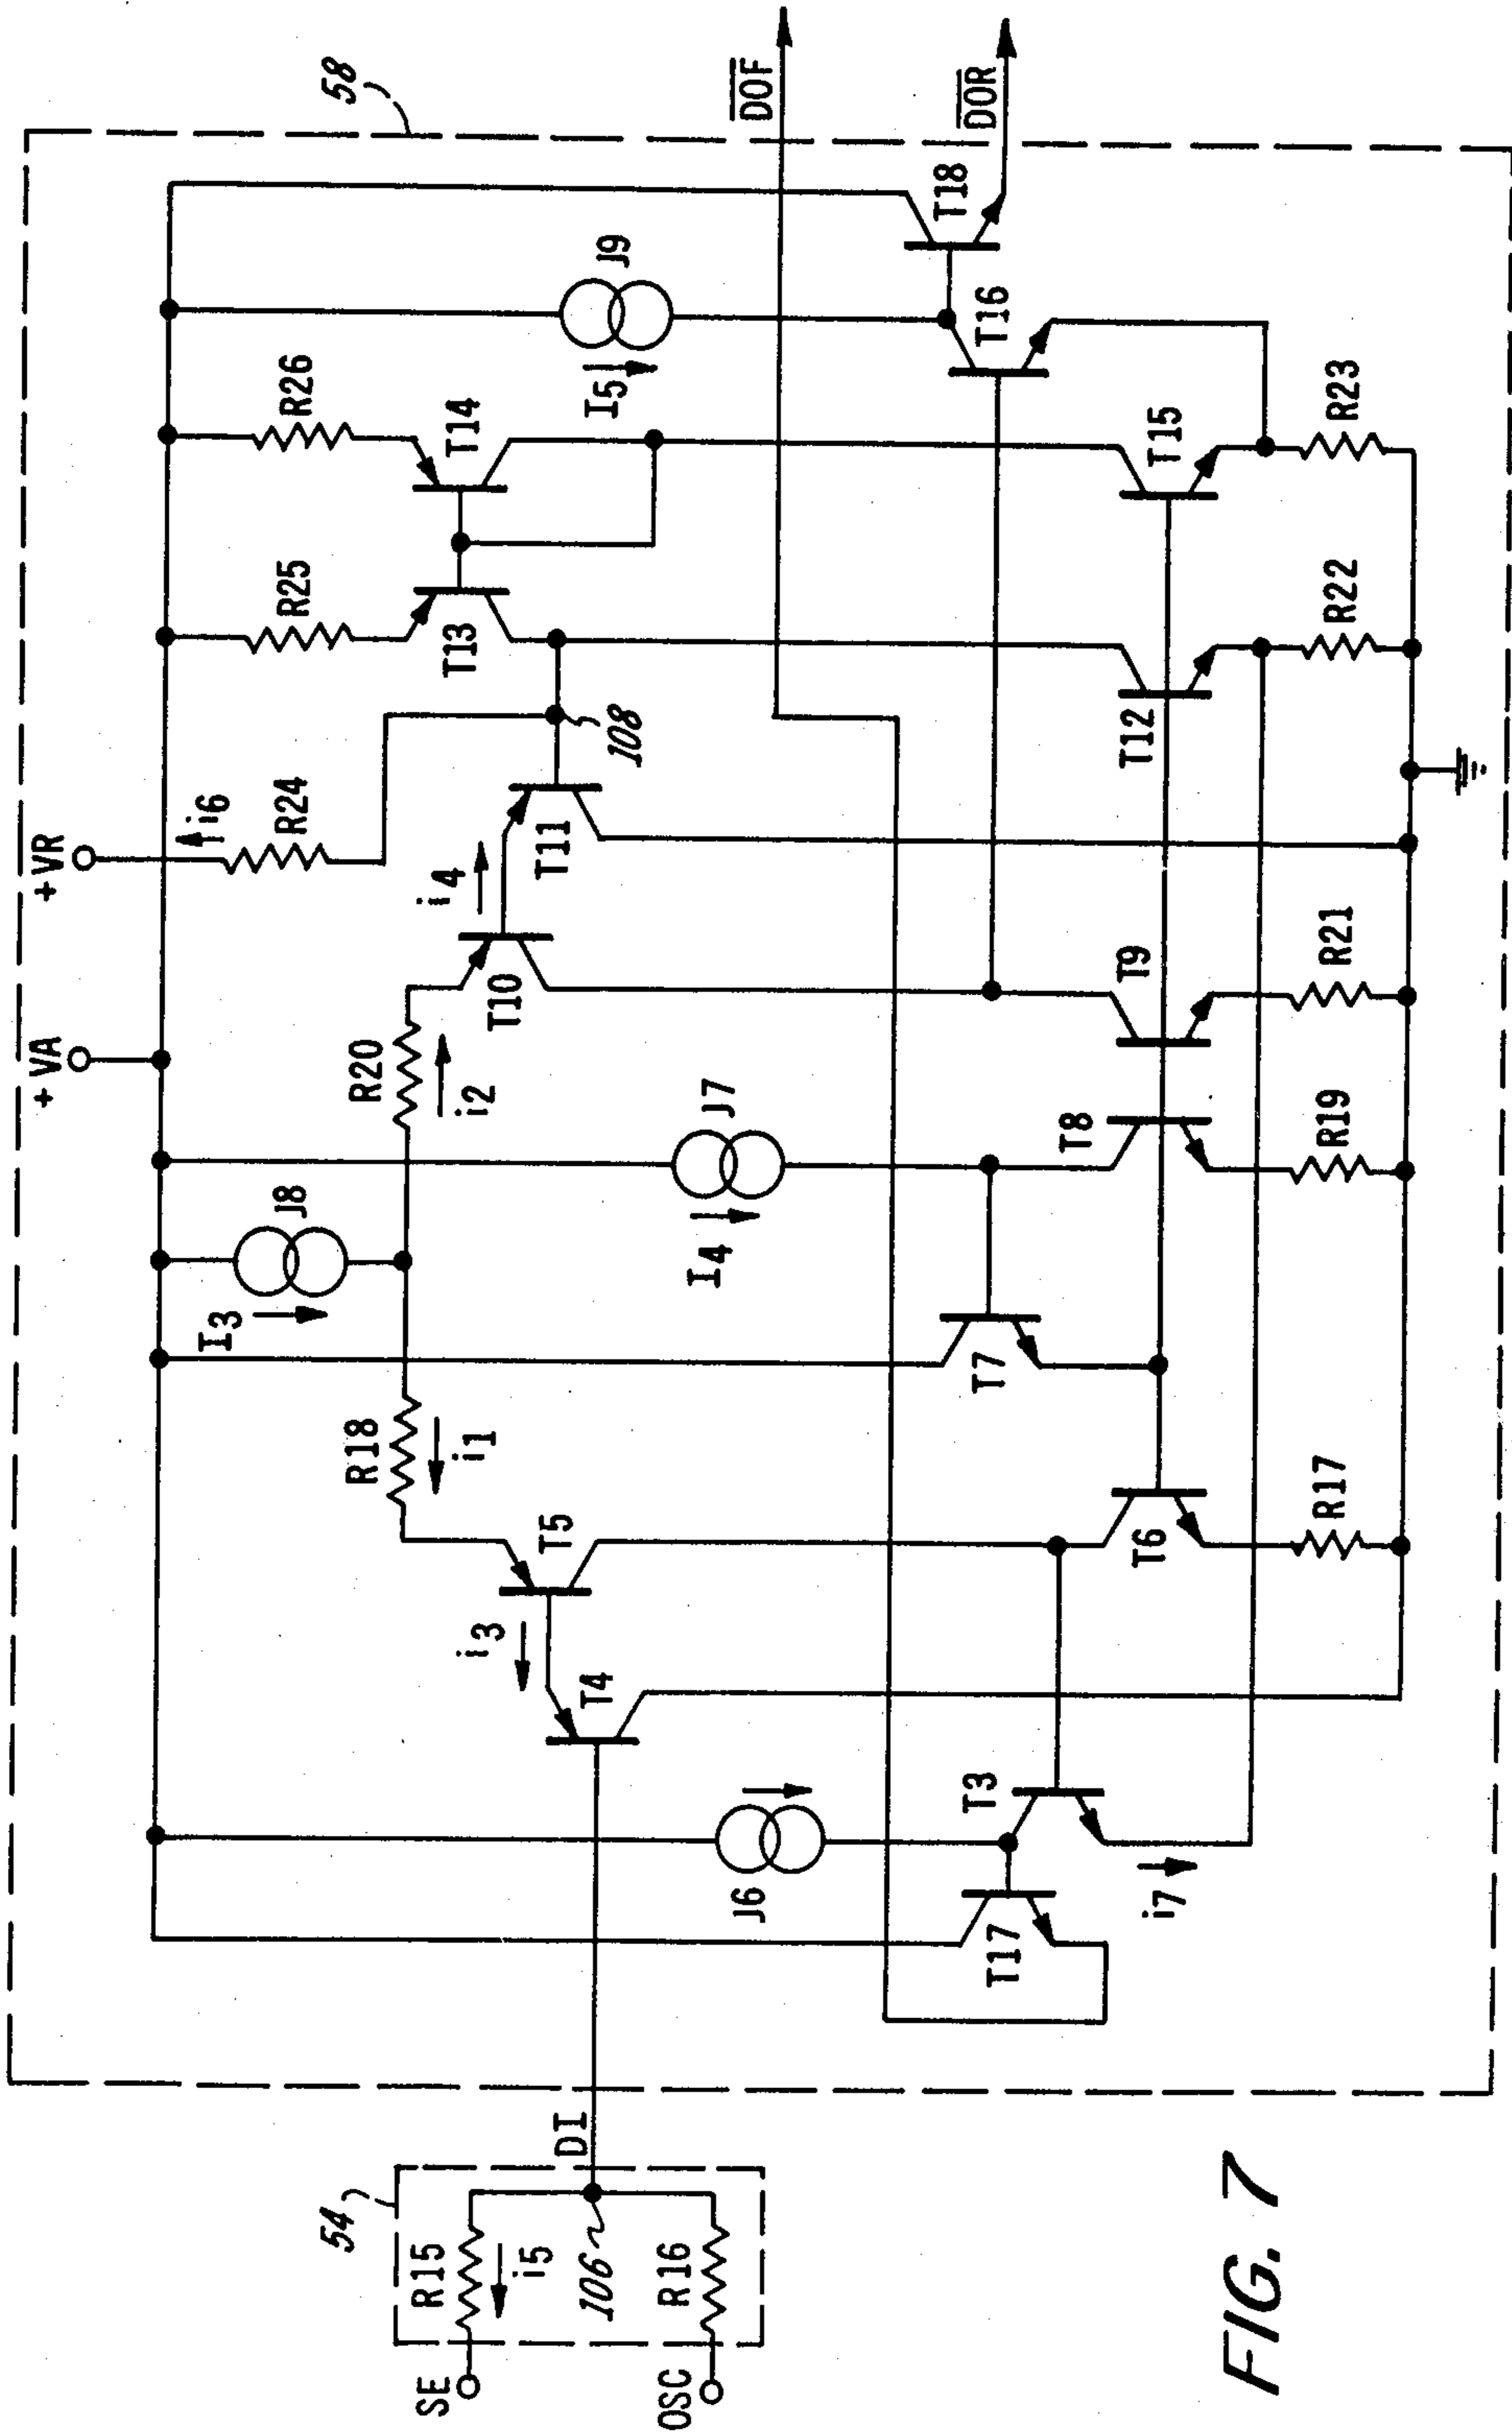 58
+VA
+VR
I3
J8
R18
i1
R20
i2
i6
R24
R25
R26
T5
i3
T4
T10
i4
T11
108
T13
T14
I5
J9
DOF
DOR
T18
T16
J7
I4
J6
T17
T3
i7
T7
T6
T8
T9
T12
T15
R17
R19
R21
R22
R23
54
SE
R15
i5
DI
106
R16
OSC
FIG. 7